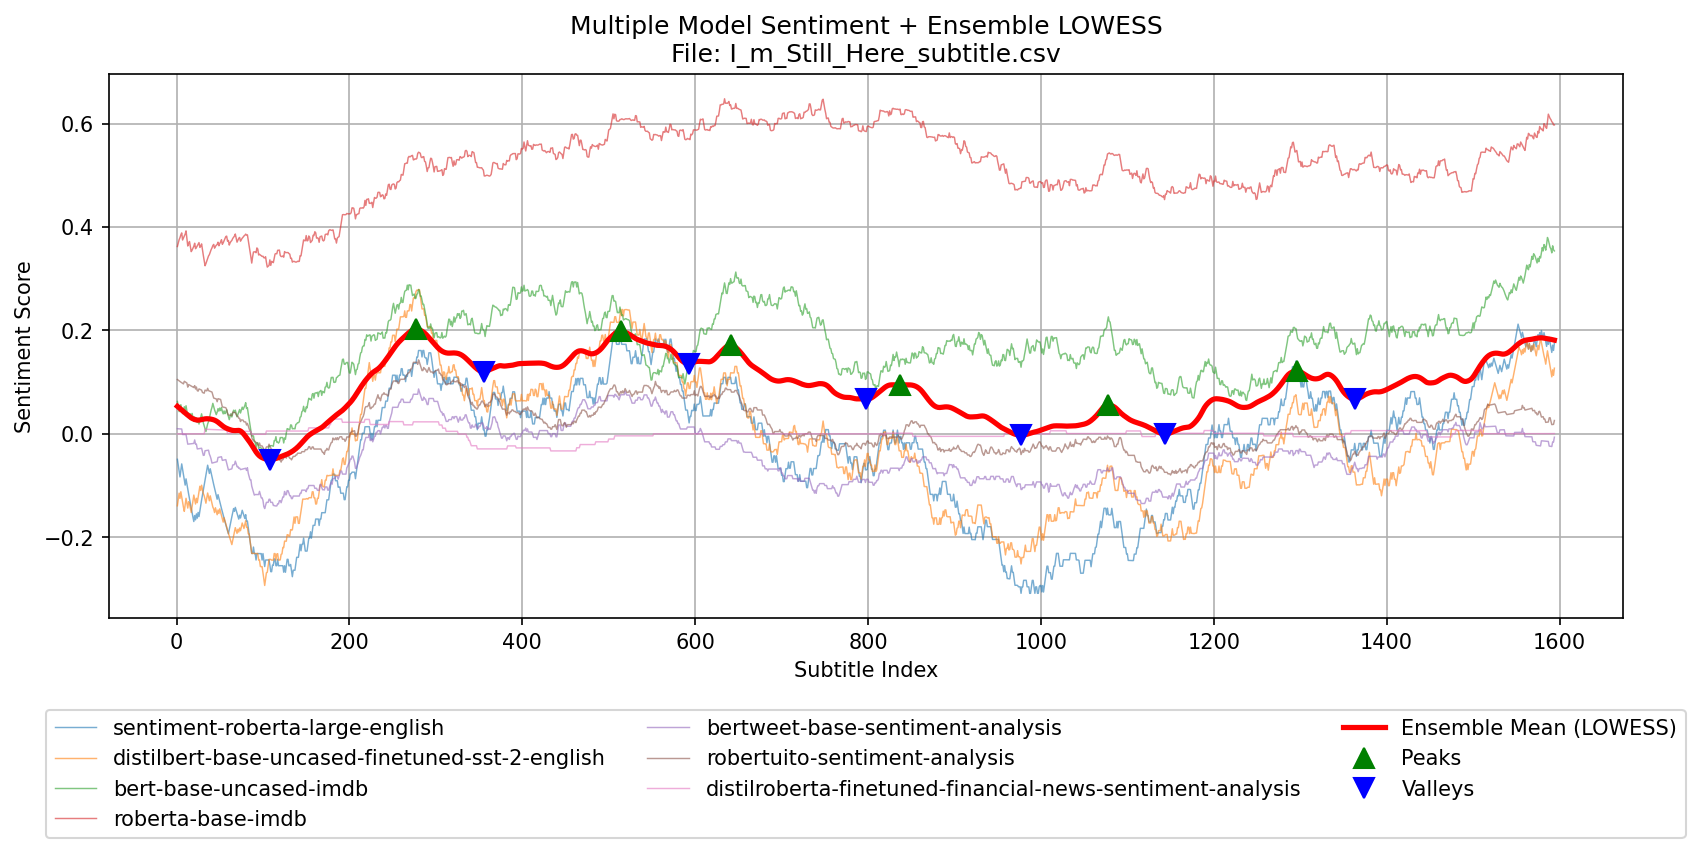 Multiple Model Sentiment + Ensemble LOWESS
File: I_m_Still_Here_subtitle.csv
Sentiment Score
0.6
0.4
0.2
0.0
−0.2
0 200 400 600 800 1000 1200 1400 1600
Subtitle Index
sentiment-roberta-large-english
distilbert-base-uncased-finetuned-sst-2-english
bert-base-uncased-imdb
roberta-base-imdb
bertweet-base-sentiment-analysis
robertuito-sentiment-analysis
distilroberta-finetuned-financial-news-sentiment-analysis
Ensemble Mean (LOWESS)
Peaks
Valleys